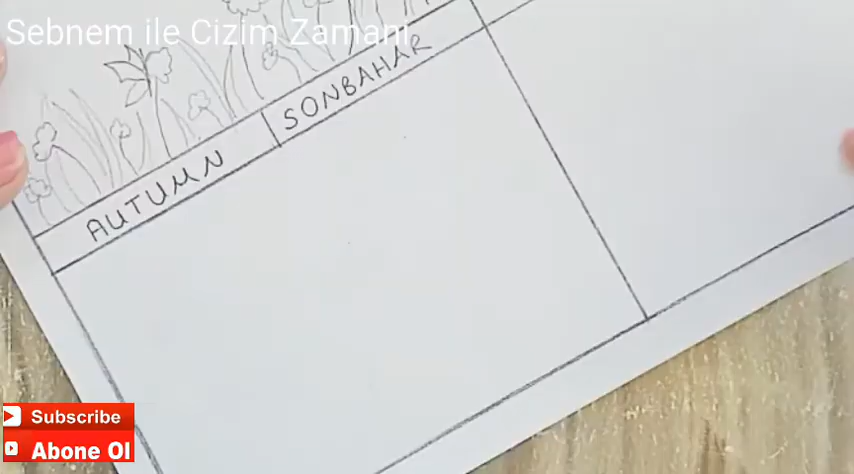 Sebnem ile Cizim Zamani
AUTUMN
SONBAHAR
Subscribe
Abone Ol